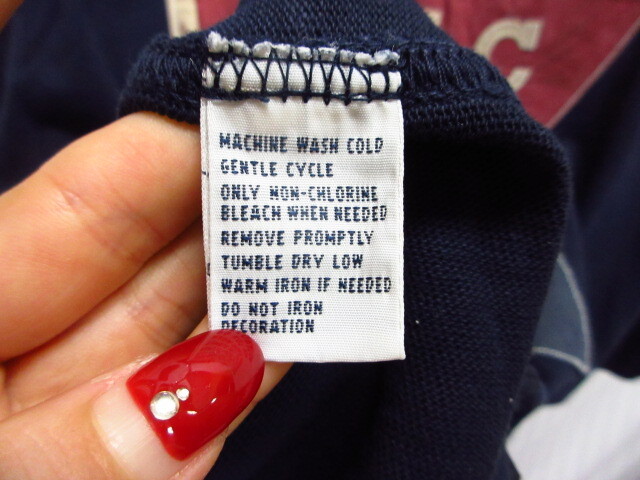 MACHINE WASH COLD
GENTLE CYCLE
ONLY NON-CHLORINE
BLEACH WHEN NEEDED
REMOVE PROMPTLY
TUMBLE DRY LOW
WARM IRON IF NEEDED
DO NOT IRON
DECORATION
C